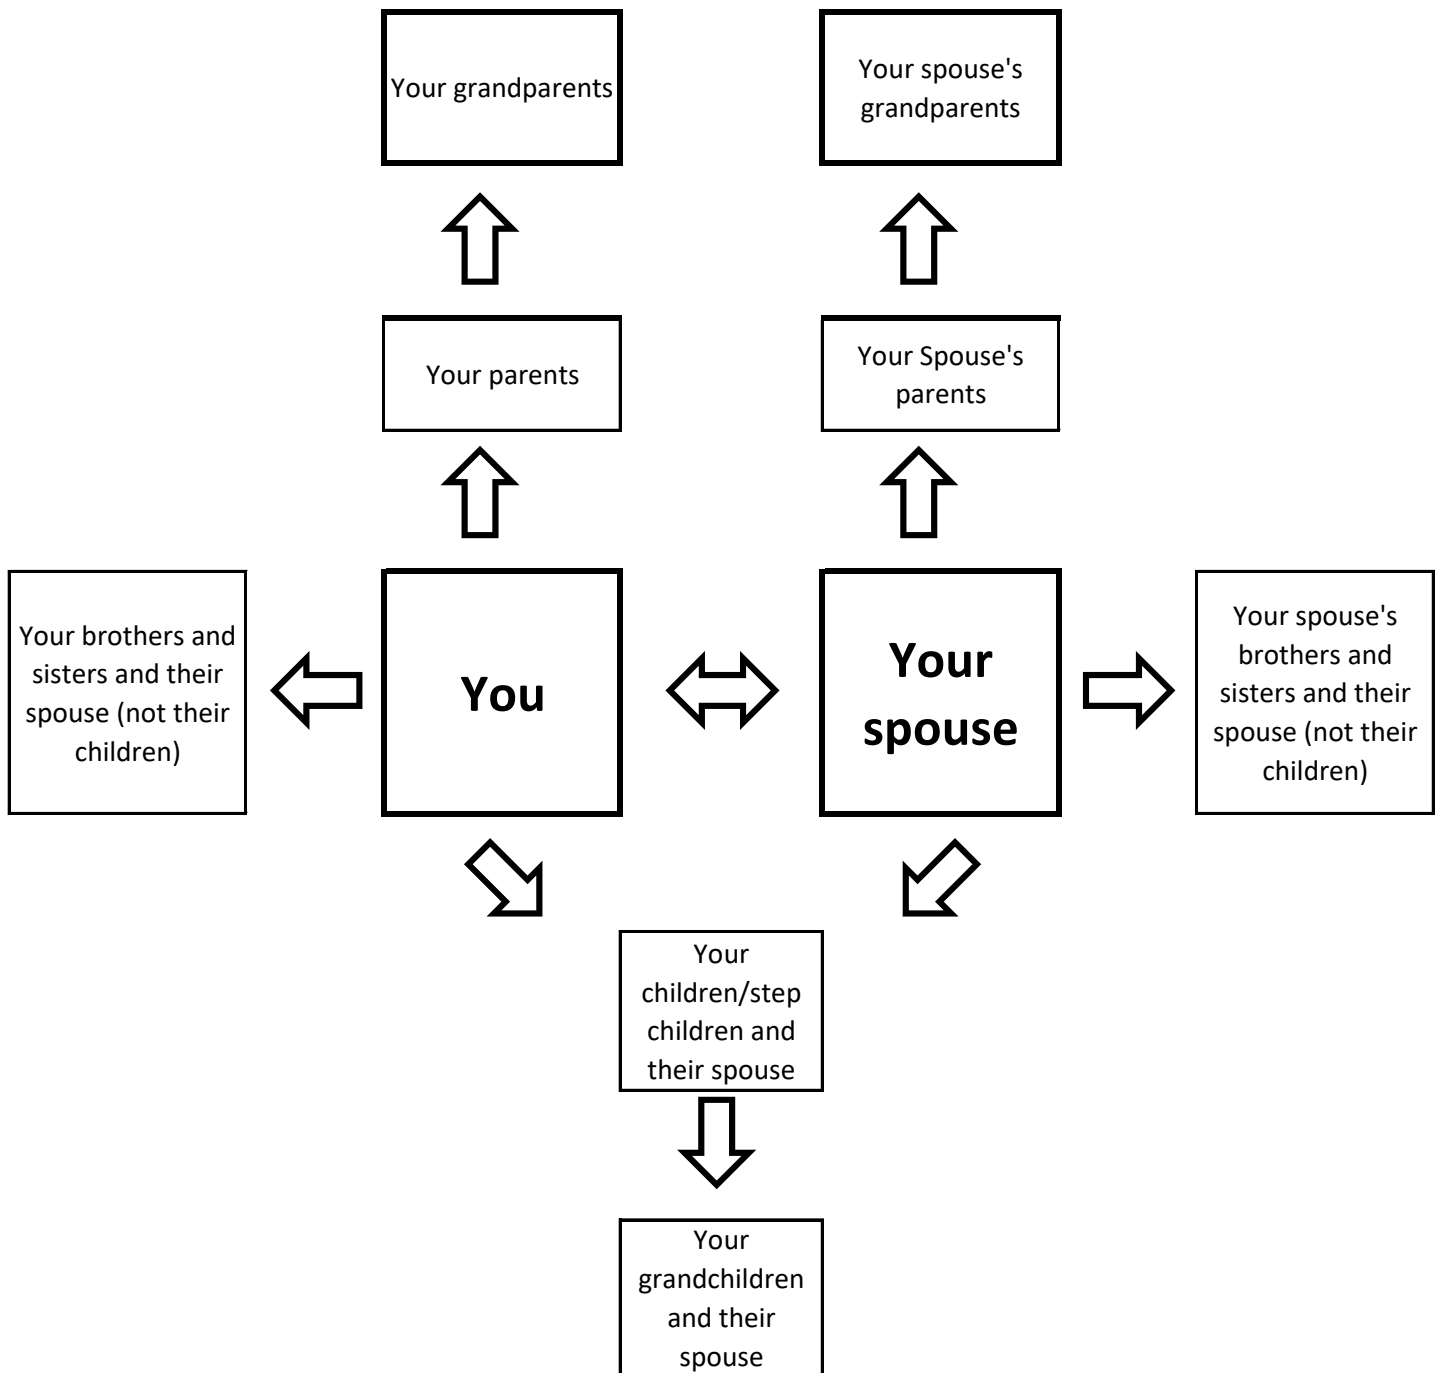 Your grandparents
Your spouse's
grandparents
Your parents
Your Spouse's
parents
Your brothers and
sisters and their
spouse (not their
children)
You
Your
spouse
Your spouse's
brothers and
sisters and their
spouse (not their
children)
Your
children/step
children and
their spouse
Your
grandchildren
and their
spouse